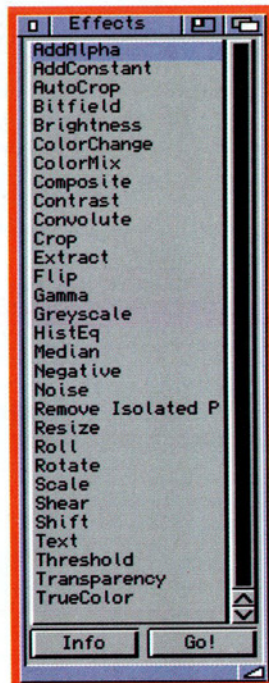 Effects
AddAlpha
AddConstant
AutoCrop
Bitfield
Brightness
ColorChange
ColorMix
Composite
Contrast
Convolute
Crop
Extract
Flip
Gamma
Greyscale
HistEq
Median
Negative
Noise
Remove Isolated P
Resize
Roll
Rotate
Scale
Shear
Shift
Text
Threshold
Transparency
TrueColor
Info Go!